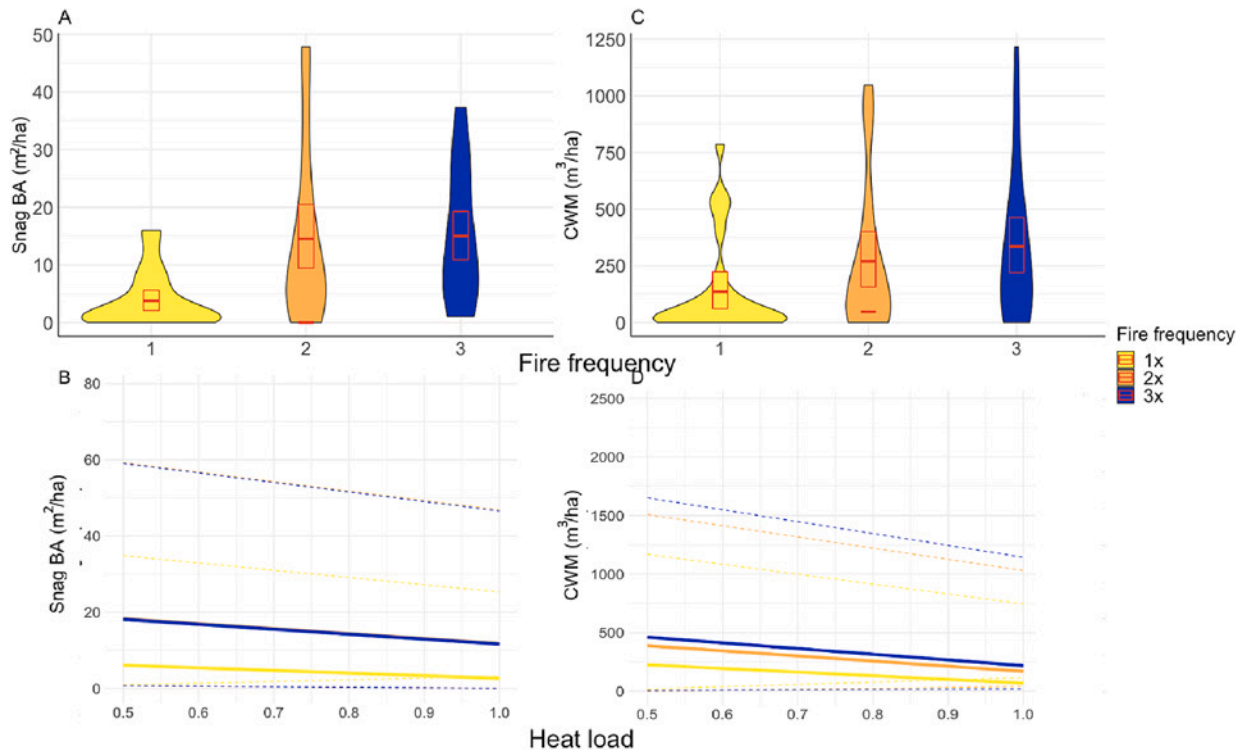 A
Snag BA (m²/ha)
50
40
30
20
10
0
1
2
3
C
CWM (m³/ha)
1250
1000
750
500
250
0
1
2
3
Fire frequency
Fire frequency
1x
2x
3x
B
Snag BA (m²/ha)
80
60
40
20
0
0.5
0.6
0.7
0.8
0.9
1.0
D
CWM (m³/ha)
2500
2000
1500
1000
500
0
0.5
0.6
0.7
0.8
0.9
1.0
Heat load